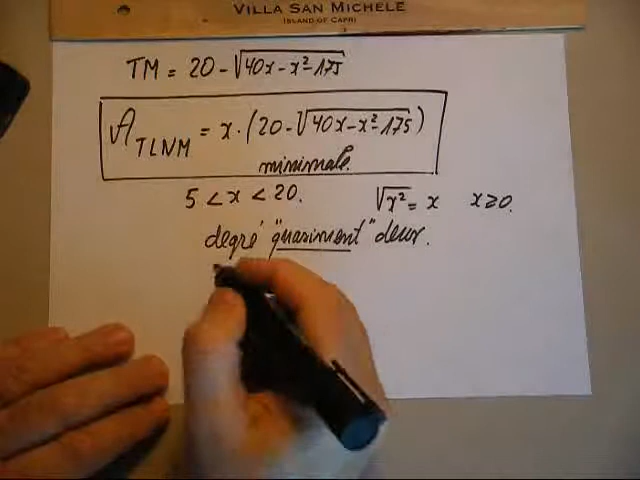 VILLA SAN MICHELE
ISLAND OF CAPRI
TM = 20 - √(40x - x² - 175)
A_TLNM = x · (20 - √(40x - x² - 175))
minimale.
5 < x < 20. √x² = x x ≥ 0.
degré "quasiment" deux.